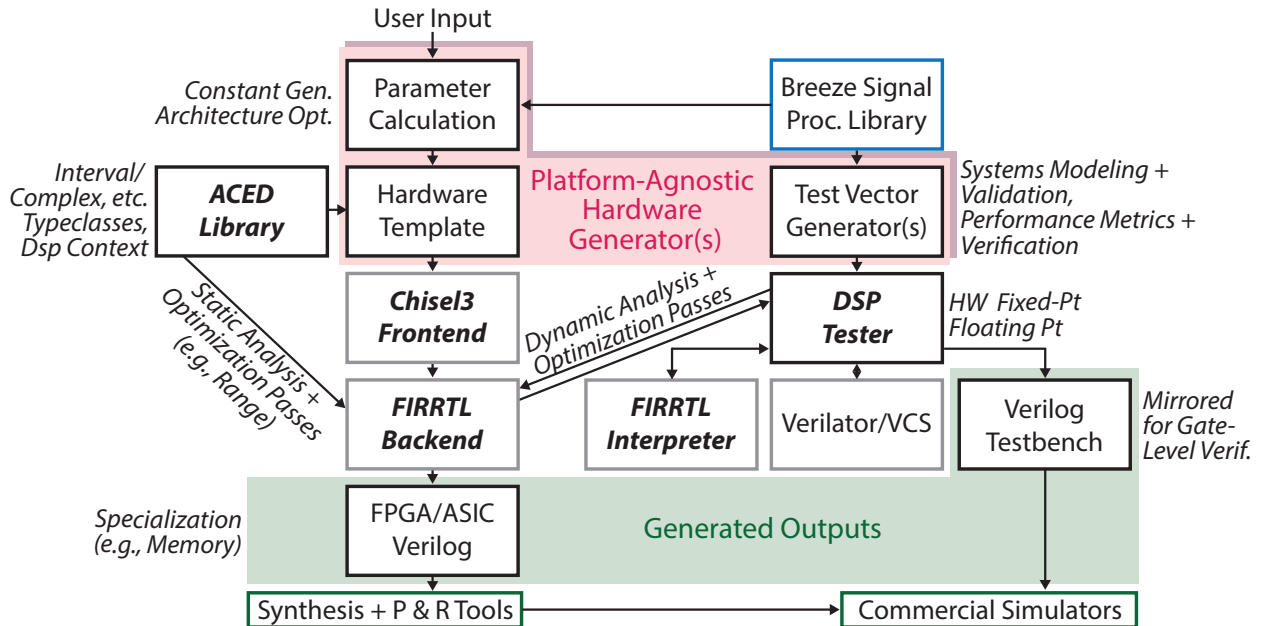 User Input
Constant Gen.
Architecture Opt.
Parameter
Calculation
Breeze Signal
Proc. Library
Interval/
Complex, etc.
Typeclasses,
Dsp Context
ACED
Library
Hardware
Template
Platform-Agnostic
Hardware
Generator(s)
Test Vector
Generator(s)
Systems Modeling +
Validation,
Performance Metrics +
Verification
Static Analysis +
Optimization Passes
(e.g., Range)
Chisel3
Frontend
Dynamic Analysis +
Optimization Passes
DSP
Tester
HW  Fixed-Pt
Floating Pt
FIRRTL
Backend
FIRRTL
Interpreter
Verilator/VCS
Verilog
Testbench
Mirrored
for Gate-
Level Verif.
Specialization
(e.g., Memory)
FPGA/ASIC
Verilog
Generated Outputs
Synthesis + P & R Tools
Commercial Simulators